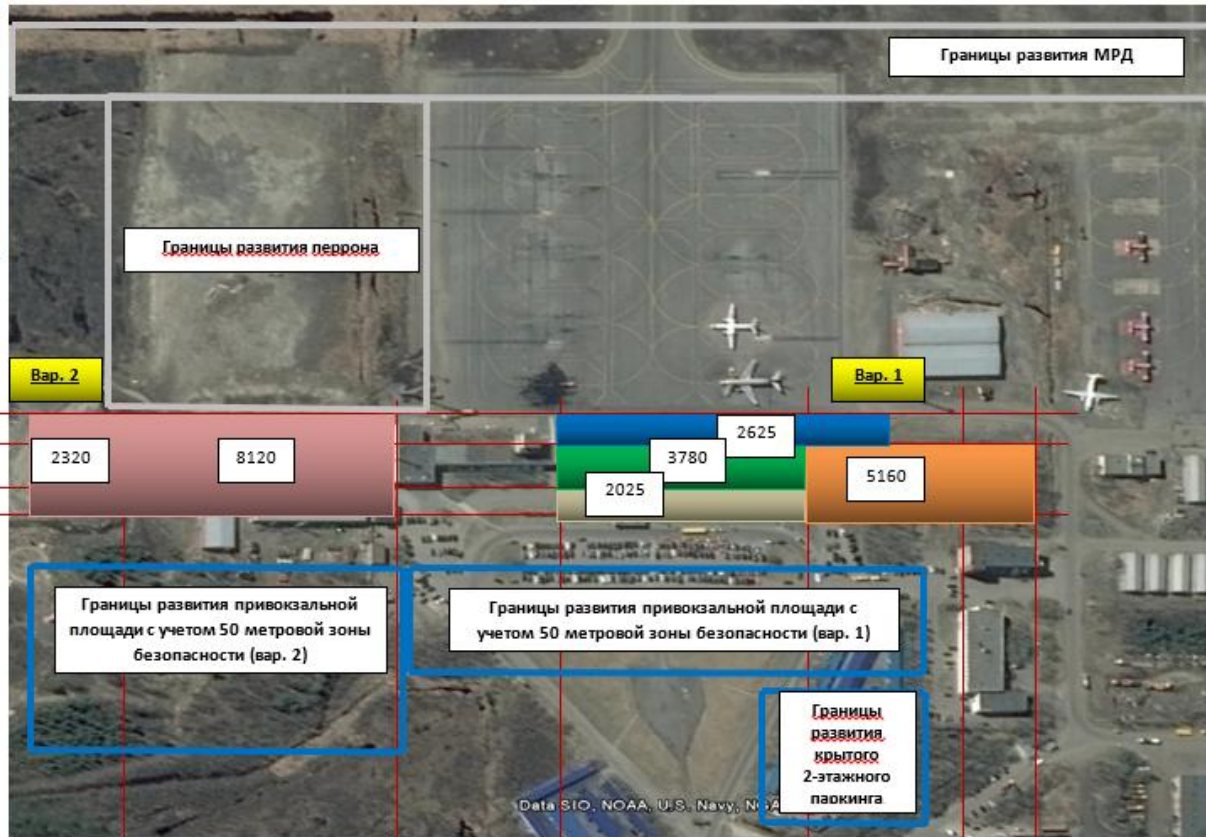 Границы развития МРД
Границы развития перрона
Вар. 2
Вар. 1
2320
8120
2625
3780
2025
5160
Границы развития привокзальной
площади с учетом 50 метровой зоны
безопасности (вар. 2)
Границы развития привокзальной площади с
учетом 50 метровой зоны безопасности (вар. 1)
Границы
развития
крытого
2-этажного
паркинга
Data SIO, NOAA, U.S. Navy, NGA